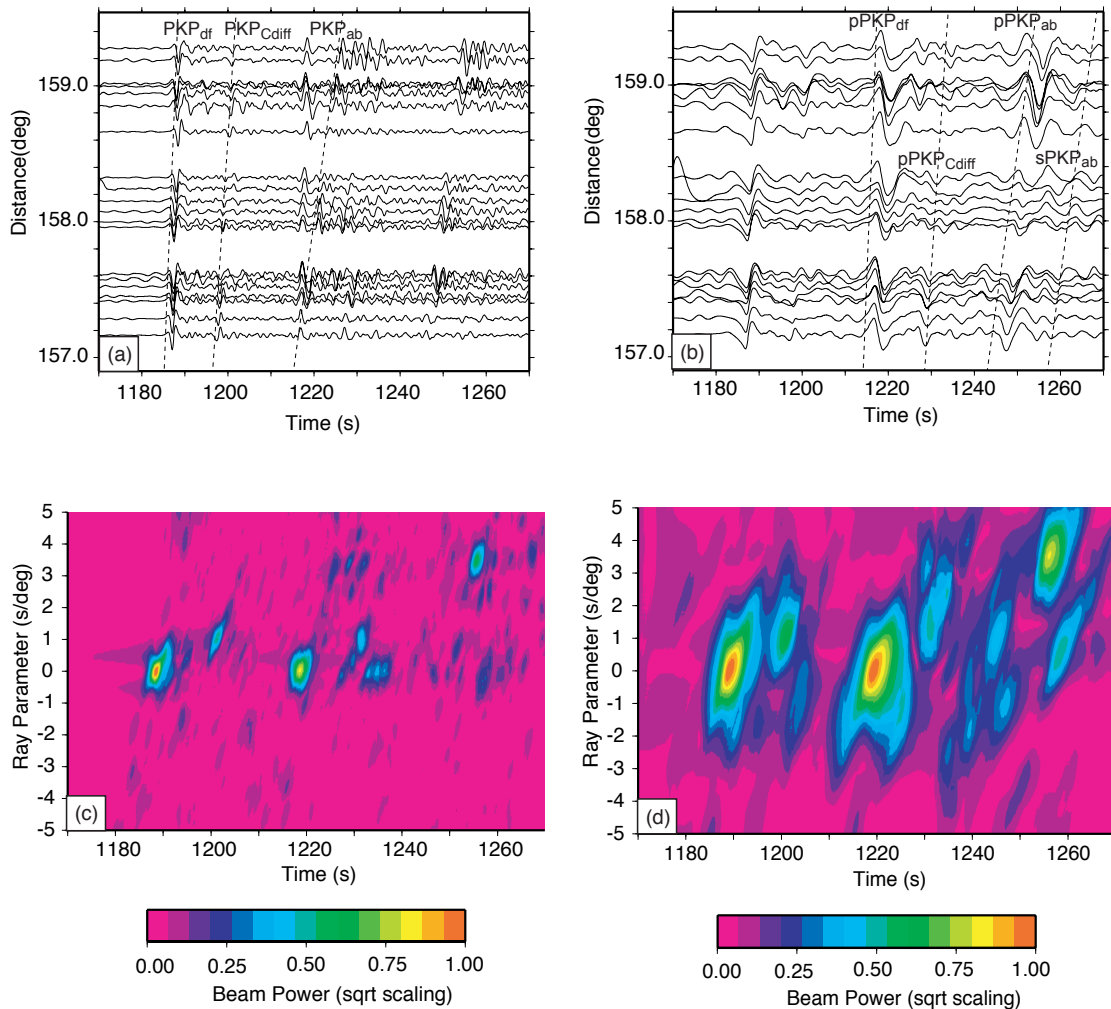 PKPdf PKPCdiff PKPab
159.0
158.0
157.0
Distance(deg)
(a)
1180 1200 1220 1240 1260
Time (s)
pPKPdf pPKPab
159.0
pPKPCdiff sPKPab
158.0
157.0
Distance(deg)
(b)
1180 1200 1220 1240 1260
Time (s)
5
4
3
2
1
0
-1
-2
-3
-4
-5
Ray Parameter (s/deg)
(c)
1180 1200 1220 1240 1260
Time (s)
0.00 0.25 0.50 0.75 1.00
Beam Power (sqrt scaling)
5
4
3
2
1
0
-1
-2
-3
-4
-5
Ray Parameter (s/deg)
(d)
1180 1200 1220 1240 1260
Time (s)
0.00 0.25 0.50 0.75 1.00
Beam Power (sqrt scaling)